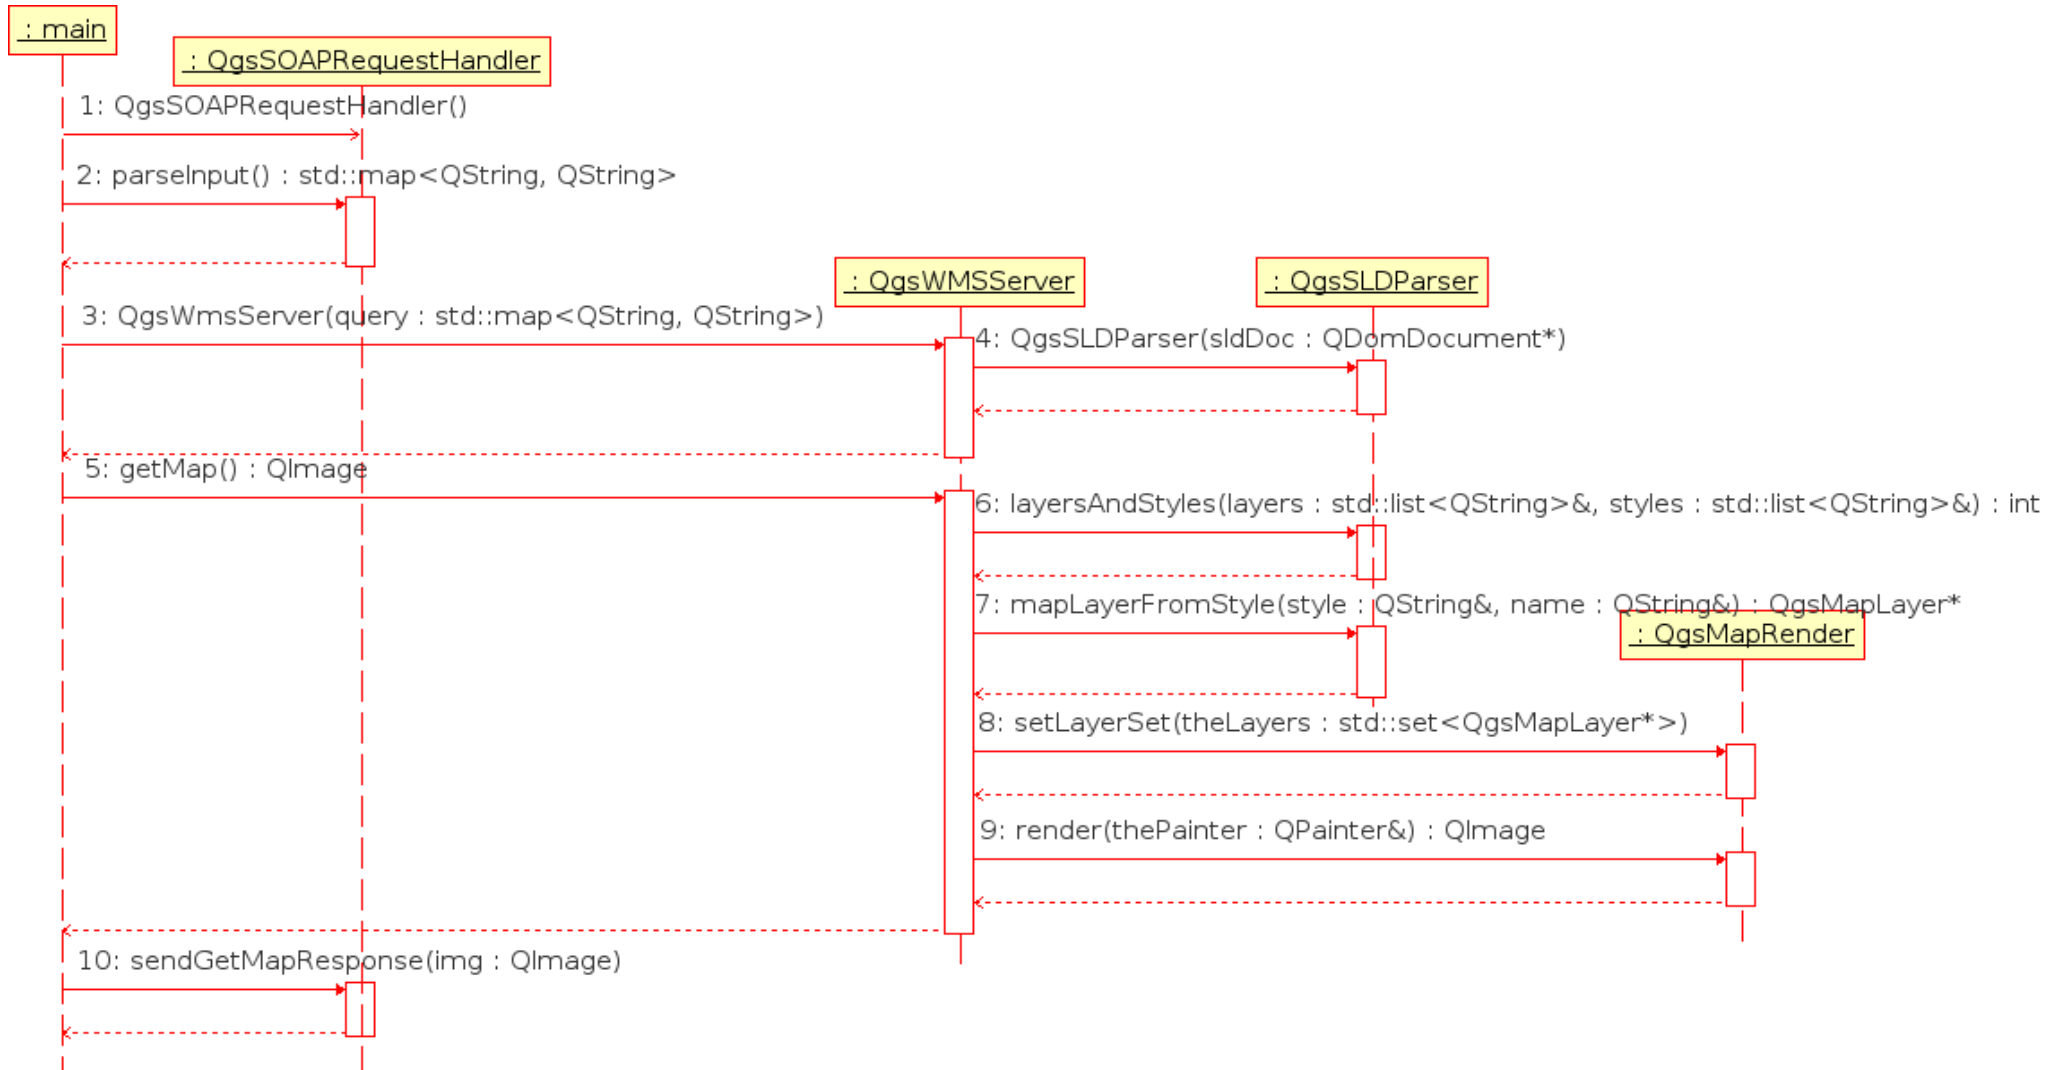 : main
: QgsSOAPRequestHandler
1: QgsSOAPRequestHandler()
2: parseInput() : std::map<QString, QString>
: QgsWMSServer
: QgsSLDParser
3: QgsWmsServer(query : std::map<QString, QString>)
4: QgsSLDParser(sldDoc : QDomDocument*)
5: getMap() : QImage
6: layersAndStyles(layers : std::list<QString>&, styles : std::list<QString>&) : int
7: mapLayerFromStyle(style : QString&, name : QString&) : QgsMapLayer*
: QgsMapRender
8: setLayerSet(theLayers : std::set<QgsMapLayer*>)
9: render(thePainter : QPainter&) : QImage
10: sendGetMapResponse(img : QImage)